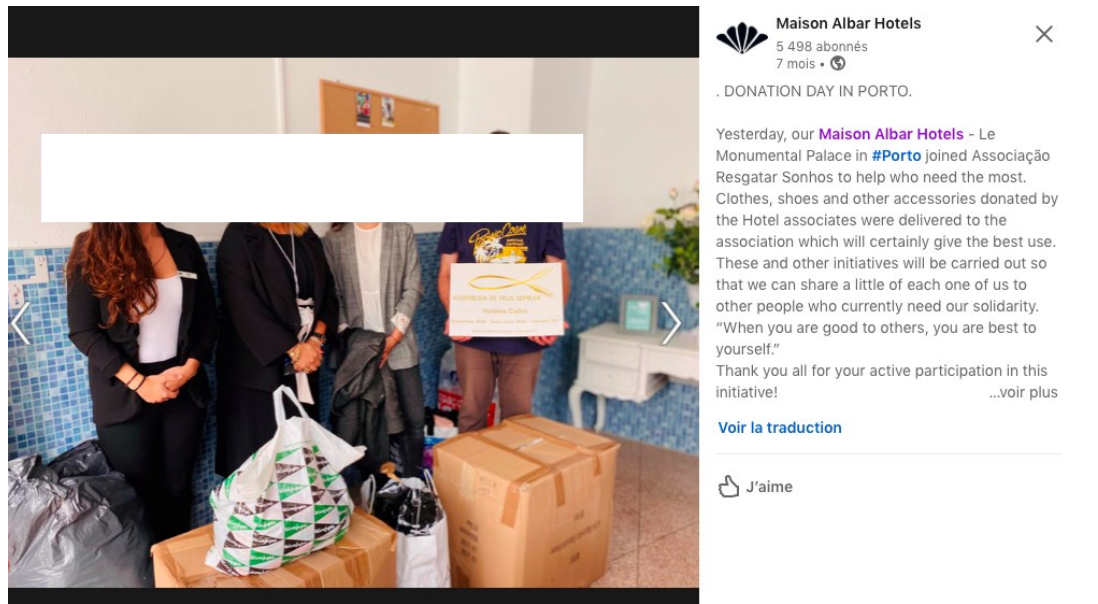 Maison Albar Hotels
5 498 abonnés
7 mois •
. DONATION DAY IN PORTO.
Yesterday, our Maison Albar Hotels - Le
Monumental Palace in #Porto joined Associação
Resgatar Sonhos to help who need the most.
Clothes, shoes and other accessories donated by
the Hotel associates were delivered to the
association which will certainly give the best use.
These and other initiatives will be carried out so
that we can share a little of each one of us to
other people who currently need our solidarity.
“When you are good to others, you are best to
yourself.”
Thank you all for your active participation in this
initiative! ...voir plus
Voir la traduction
J’aime
ASSEMBLEIA DE DEUS SEMEAR